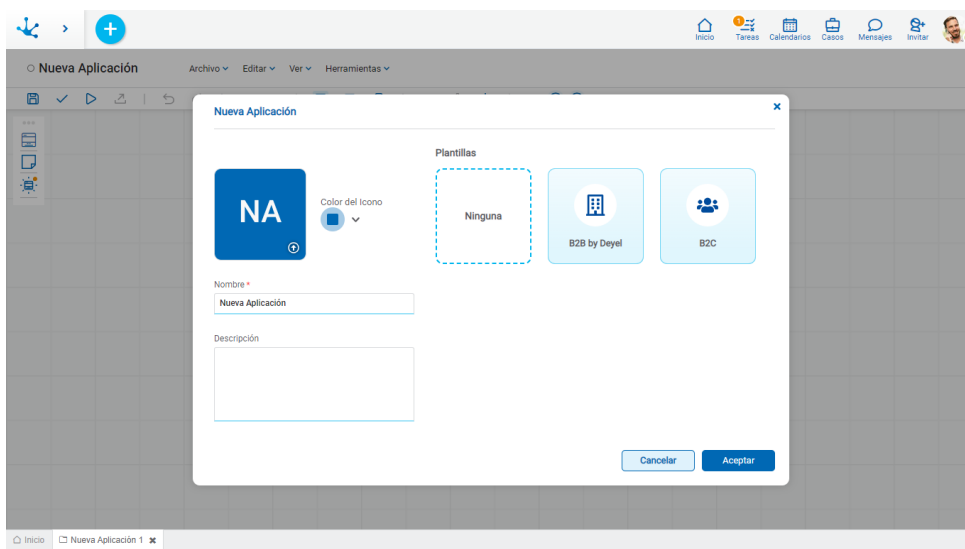 Inicio
1
Tareas
Calendarios
Casos
Mensajes
Invitar
Nueva Aplicación
Archivo
Editar
Ver
Herramientas
Nueva Aplicación
NA
Color del Icono
Plantillas
Ninguna
B2B by Deyel
B2C
Nombre *
Nueva Aplicación
Descripción
Cancelar
Aceptar
Inicio
Nueva Aplicación 1